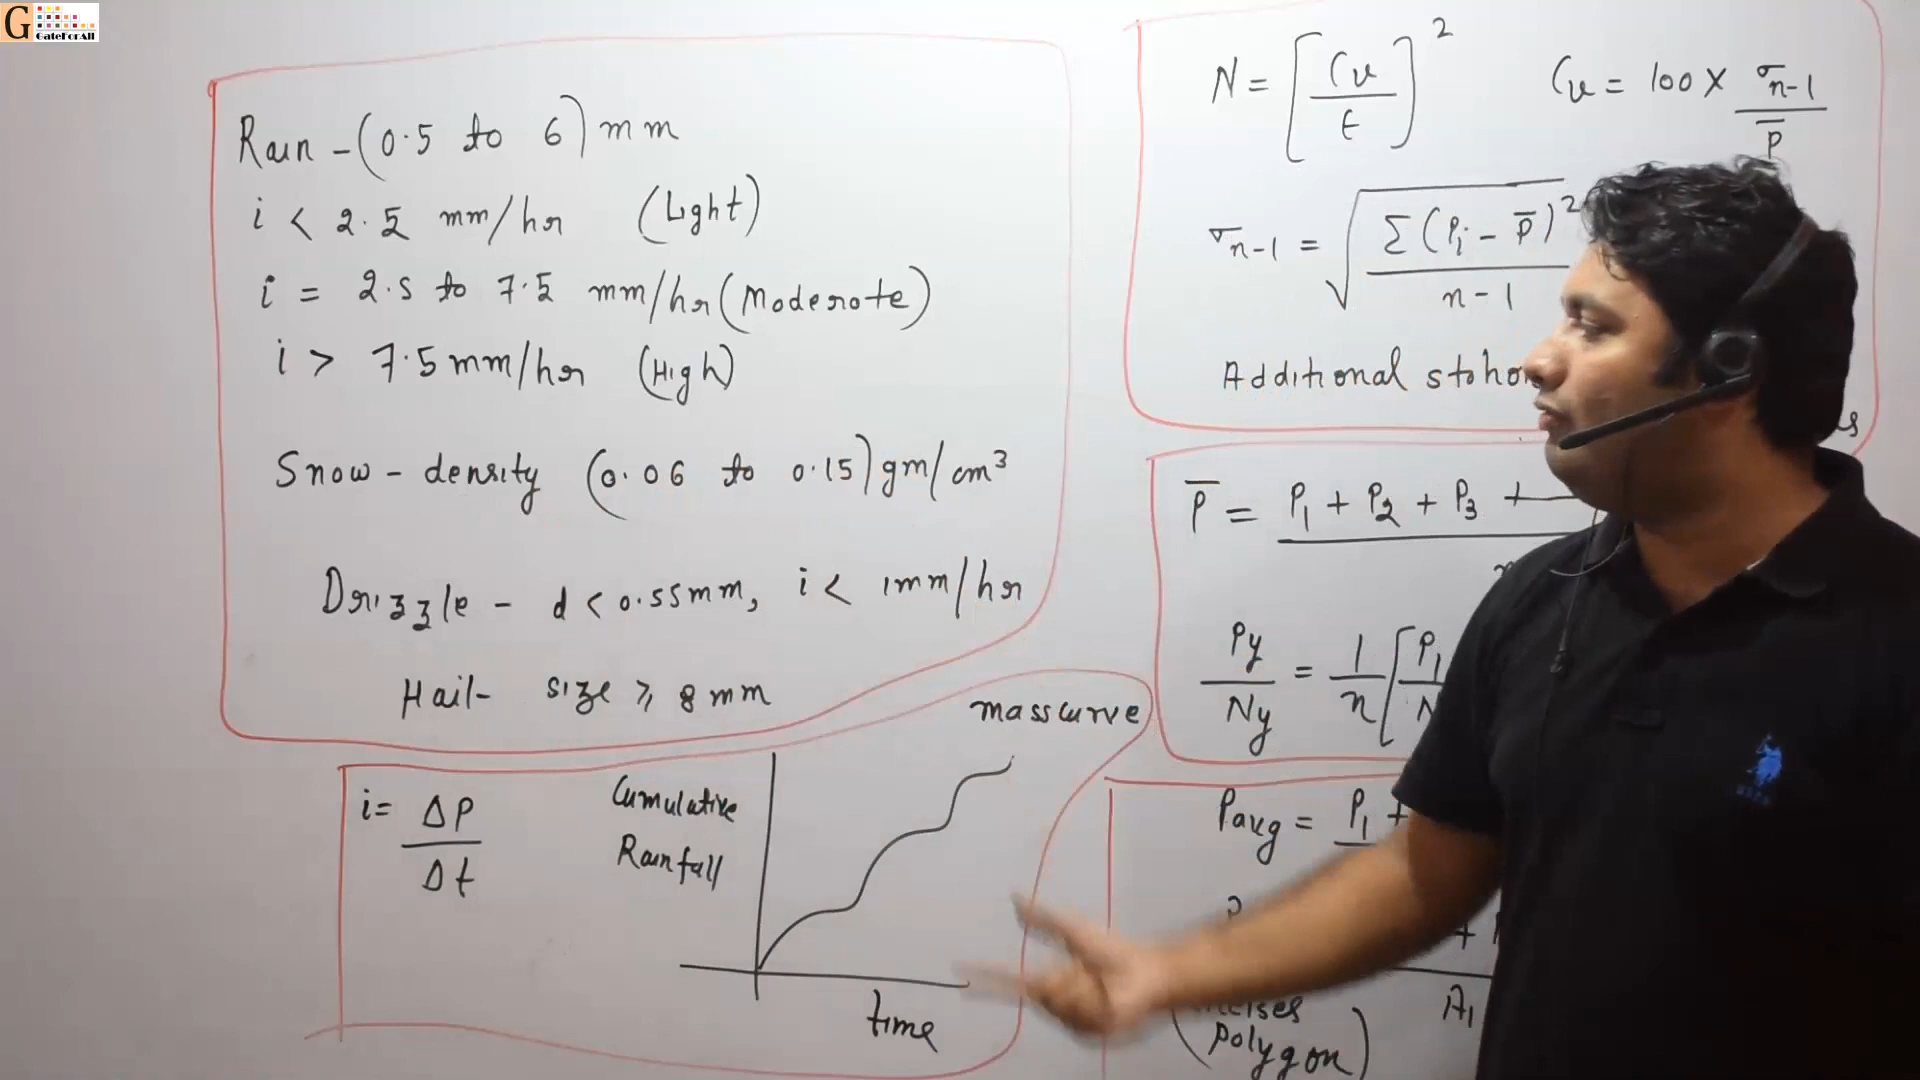 G GateForAll
Rain - (0.5 to 6) mm
i < 2.5 mm/hr (Light)
i = 2.5 to 7.5 mm/hr (Moderate)
i > 7.5 mm/hr (High)
Snow - density (0.06 to 0.15) gm/cm³
Drizzle - d < 0.55mm, i < 1mm/hr
Hail - size ≥ 8 mm
i = ΔP / Δt
Cumulative
Rainfall
mass curve
time
N = [Cv / ε]² Cv = 100 × σn-1 / P̄
σn-1 = √ Σ(Pi - P̄)² / n-1
Additional
P̄ = P1 + P2 + P3 +
Py / Ny = 1 / n [ P1 / N
Pavg = P1 +
A1
polygon)